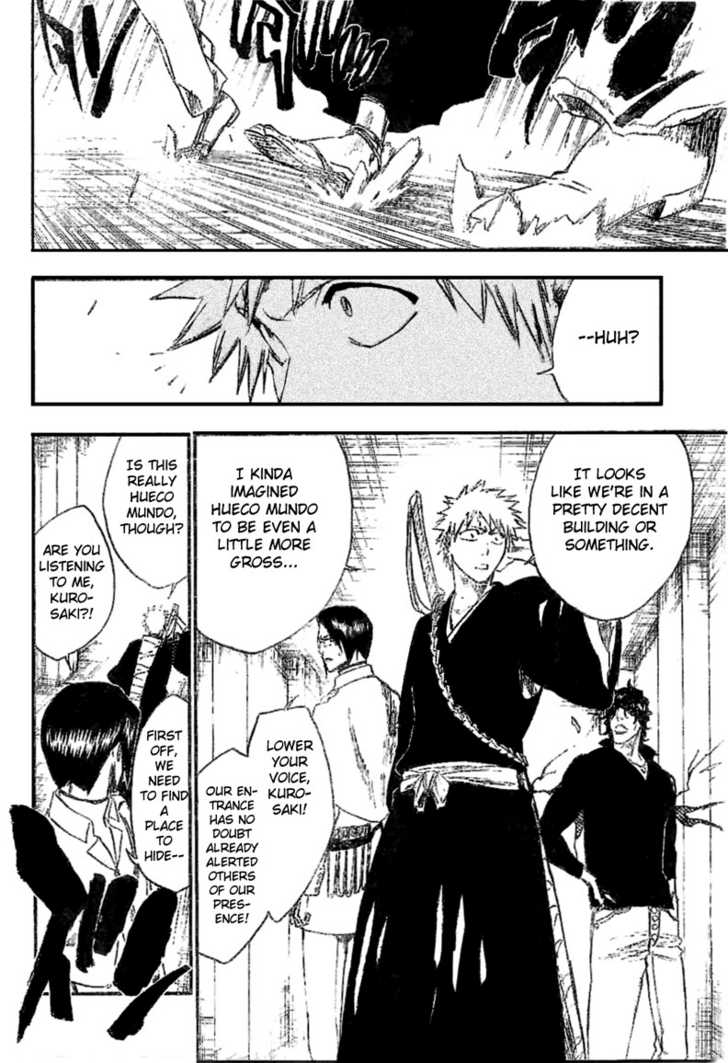 --HUH?
IT LOOKS
LIKE WE'RE IN A
PRETTY DECENT
BUILDING OR
SOMETHING.
I KINDA
IMAGINED
HUECO MUNDO
TO BE EVEN A
LITTLE MORE
GROSS...
LOWER
YOUR
VOICE,
KURO-
SAKI!
OUR EN-
TRANCE
HAS NO
DOUBT
ALREADY
ALERTED
OTHERS
OF OUR
PRES-
ENCE!
IS THIS
REALLY
HUECO
MUNDO,
THOUGH?
ARE YOU
LISTENING
TO ME,
KURO-
SAKI?!
FIRST
OFF,
WE
NEED
TO FIND
A
PLACE
TO
HIDE--